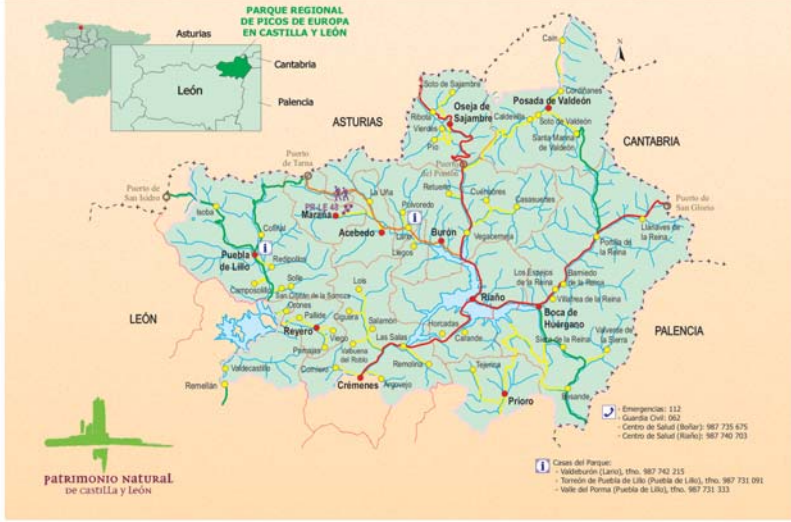 PARQUE REGIONAL
DE PICOS DE EUROPA
EN CASTILLA Y LEÓN
Asturias
Cantabria
León
Palencia
N
ASTURIAS
CANTABRIA
LEÓN
PALENCIA
Caín
Cordiñanes
Posada de Valdeón
Soto de Valdeón
Caldevilla
Santa Marina
de Valdeón
Soto de Sajambre
Oseja de
Sajambre
Ribota
Vierdes
Pío
Puerto
de Tarna
Puerto
del Pontón
Puerto de
San Isidro
Puerto de
San Glorio
Isoba
PR-LE 48
Maraña
La Uña
Retuerto
Cuénabres
Casasuertes
Polvoredo
Acebedo
Lario
Burón
Vegacerneja
Liegos
Llánaves de
la Reina
Portilla de
la Reina
Cofiñal
Puebla
de Lillo
Redipollos
Camposolillo
Solle
San Cibrián de la Somoza
Lois
Los Espejos
de la Reina
Barniedo
de la Reina
Villafrea de la Reina
Riaño
Boca de
Huérgano
Orones
Pallide
Ciguera
Salamón
Reyero
Viego
Primajas
Valbuena
del Roblo
Las Salas
Horcadas
Carande
Siero de la Reina
Valverde de
la Sierra
Valdecastillo
Remellán
Corniero
Crémenes
Argovejo
Remolina
Tejerina
Prioro
Besande
- Emergencias: 112
- Guardia Civil: 062
- Centro de Salud (Boñar): 987 735 675
- Centro de Salud (Riaño): 987 740 703
i Casas del Parque:
- Valdeburón (Lario), tfno. 987 742 215
- Torreón de Puebla de Lillo (Puebla de Lillo), tfno. 987 731 091
- Valle del Porma (Puebla de Lillo), tfno. 987 731 333
patrimonio natural
de castilla y león